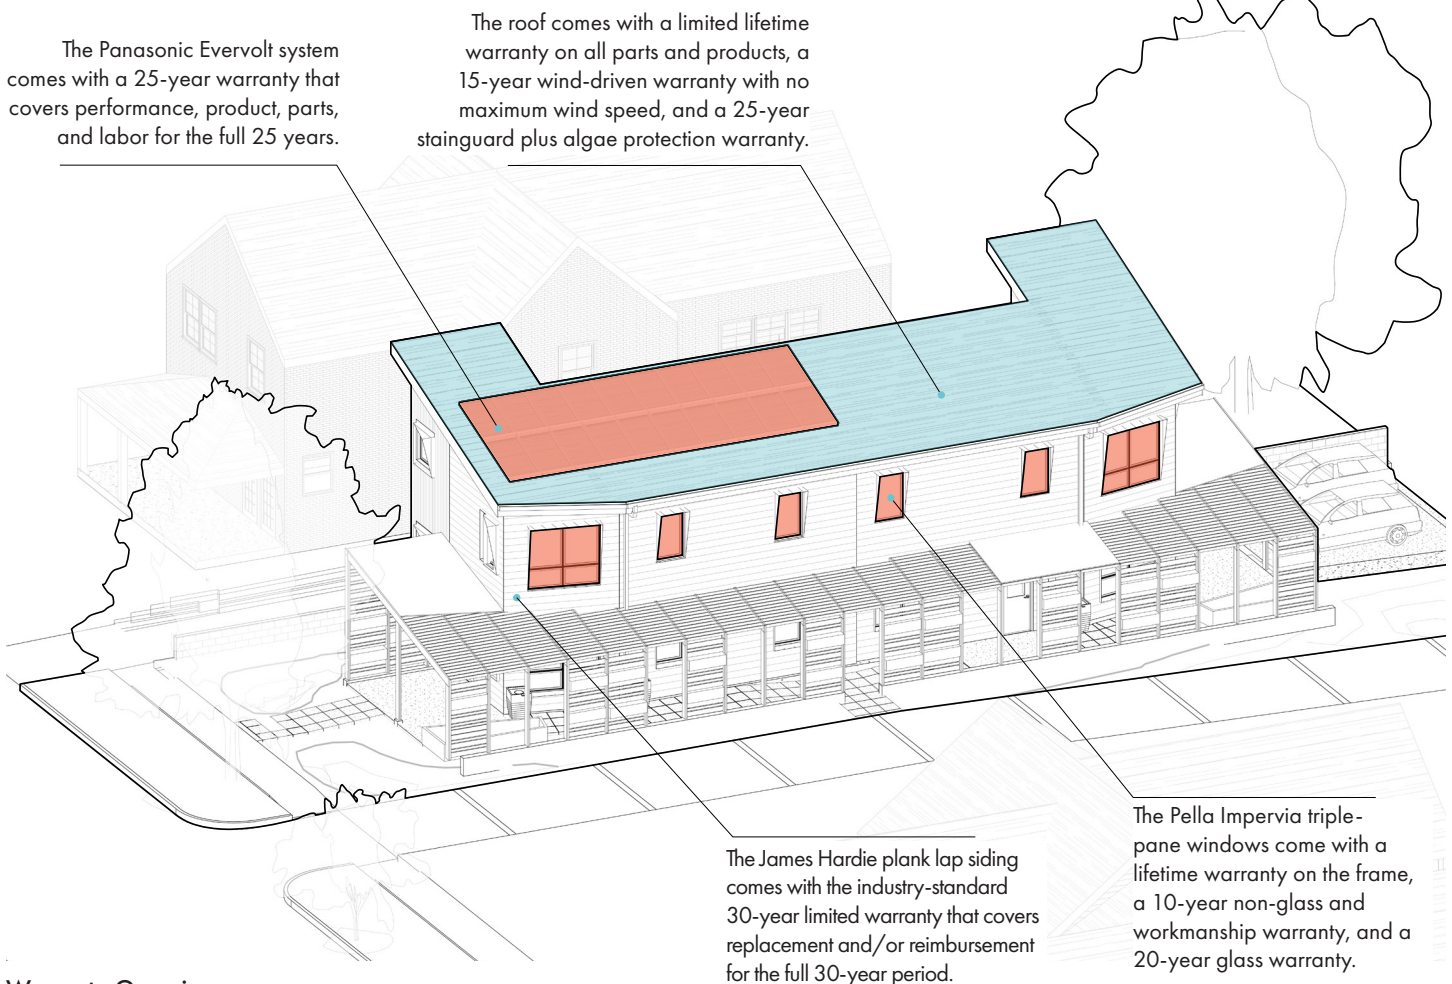 The Panasonic Evervolt system
comes with a 25-year warranty that
covers performance, product, parts,
and labor for the full 25 years.
The roof comes with a limited lifetime
warranty on all parts and products, a
15-year wind-driven warranty with no
maximum wind speed, and a 25-year
stainguard plus algae protection warranty.
The James Hardie plank lap siding
comes with the industry-standard
30-year limited warranty that covers
replacement and/or reimbursement
for the full 30-year period.
The Pella Impervia triple-
pane windows come with a
lifetime warranty on the frame,
a 10-year non-glass and
workmanship warranty, and a
20-year glass warranty.